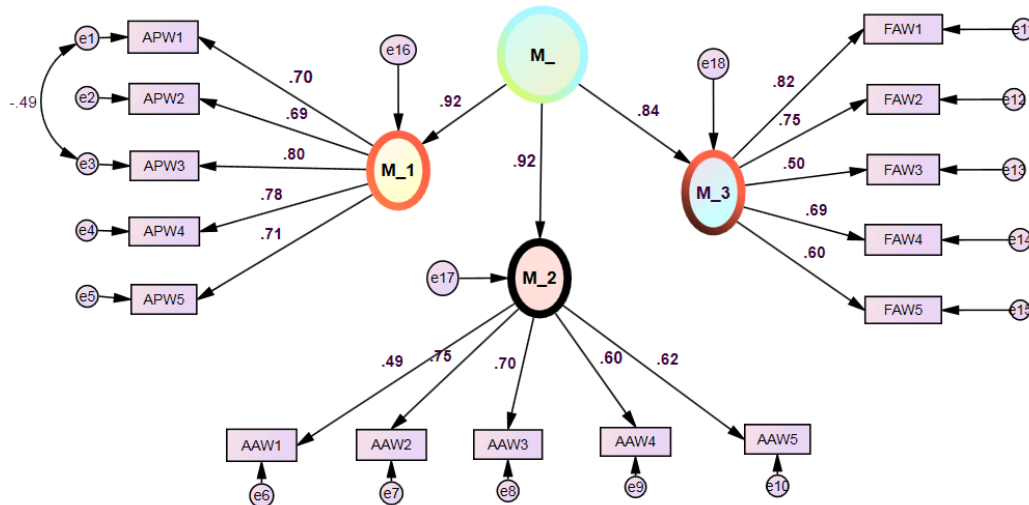 e1 APW1 .70
e2 APW2 .69
-.49
e3 APW3 .80
e4 APW4 .78
e5 APW5 .71
e16
M_1
.92
M_
.92
.84
e18
M_3
.82 FAW1
.75 FAW2 e12
.50 FAW3 e13
.69 FAW4 e14
.60 FAW5 e15
e17 M_2
.49 .75 .70 .60 .62
AAW1 AAW2 AAW3 AAW4 AAW5
e6 e7 e8 e9 e10